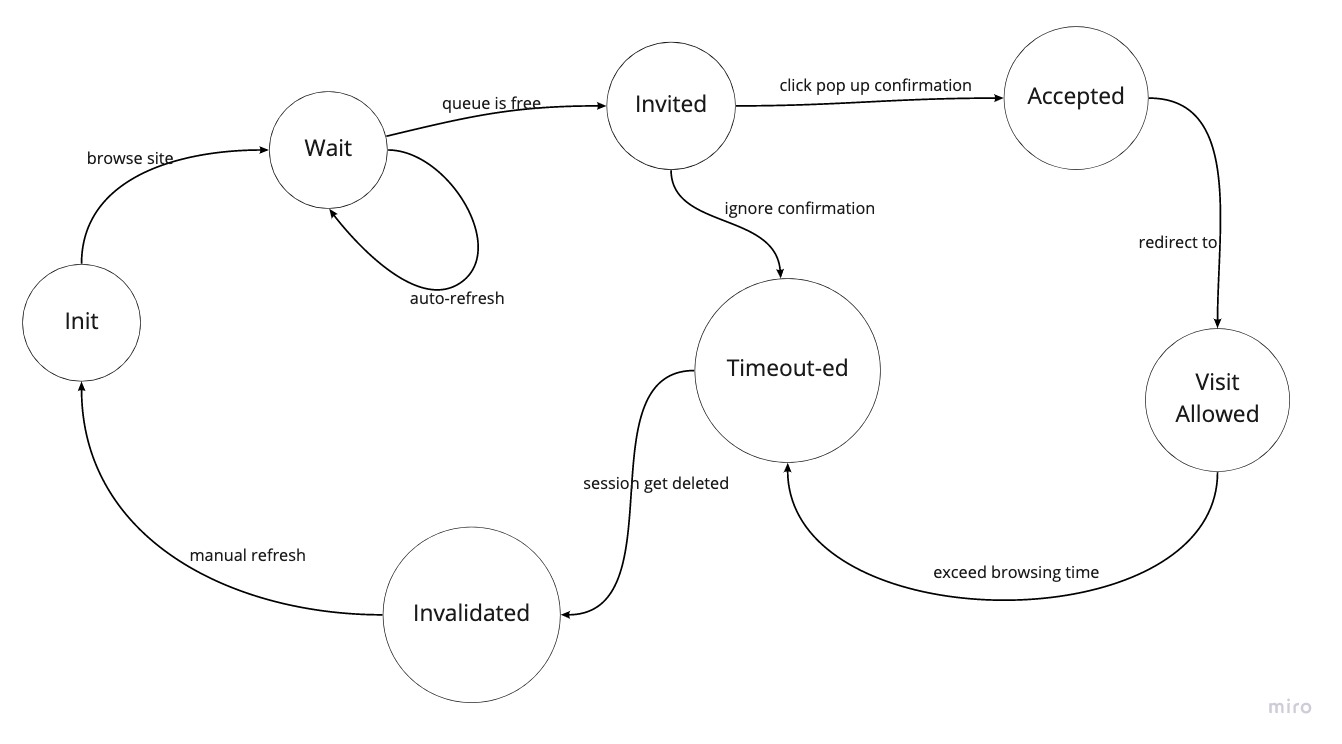 click pop up confirmation
Accepted
Invited
queue is free
Wait
browse site
ignore confirmation
redirect to
auto-refresh
Init
Timeout-ed
Visit
Allowed
session get deleted
manual refresh
exceed browsing time
Invalidated
miro